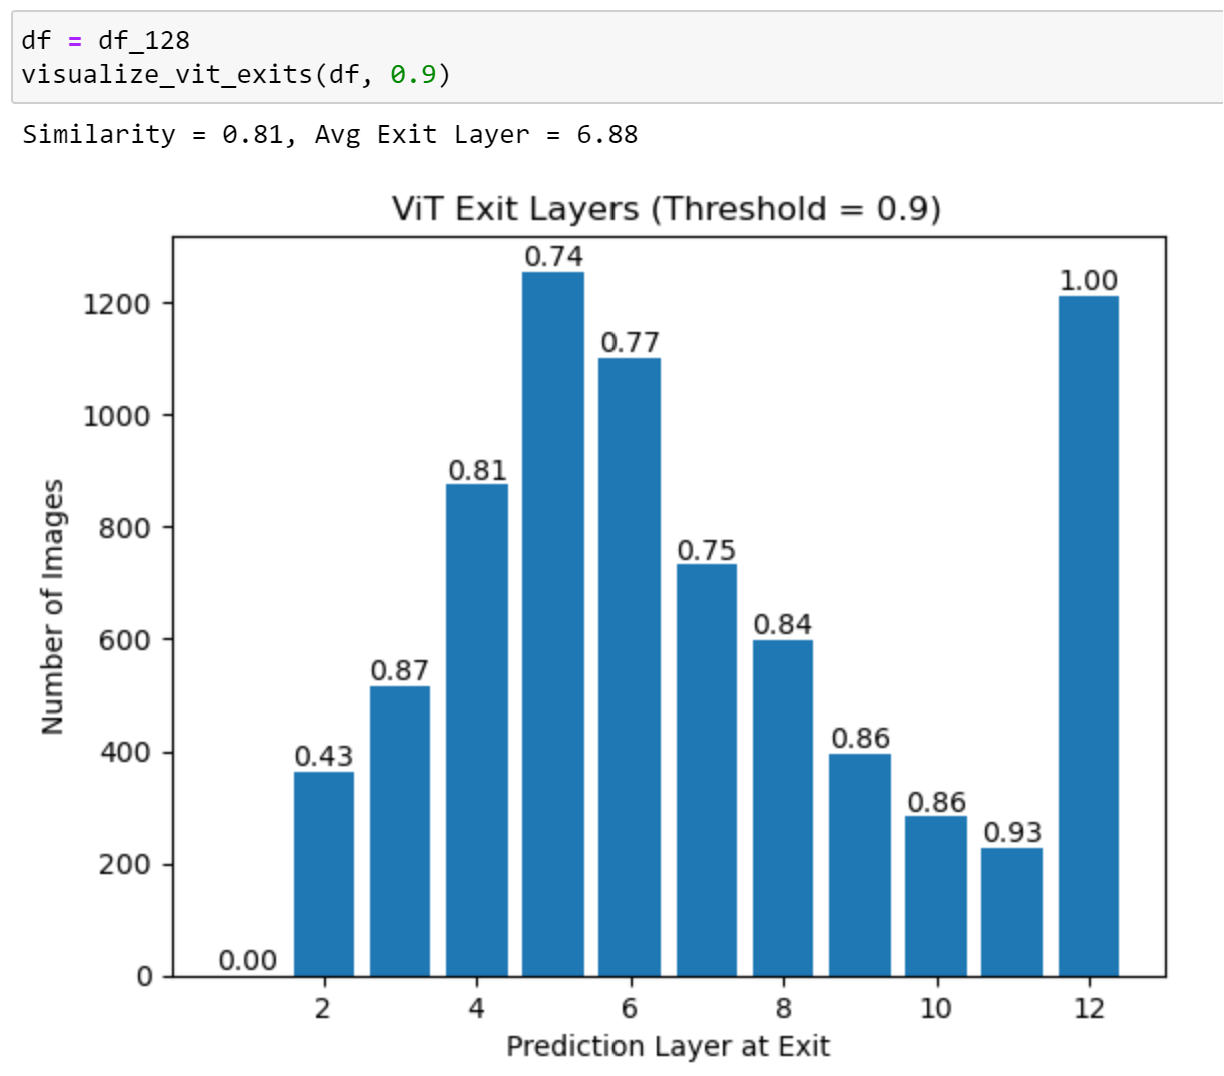 df = df_128
visualize_vit_exits(df, 0.9)
Similarity = 0.81, Avg Exit Layer = 6.88
ViT Exit Layers (Threshold = 0.9)
0.74
1.00
1200
0.77
1000
0.81
Number of Images
800
0.75
0.84
600
0.87
0.86
400
0.43
0.86
0.93
200
0.00
0
2 4 6 8 10 12
Prediction Layer at Exit